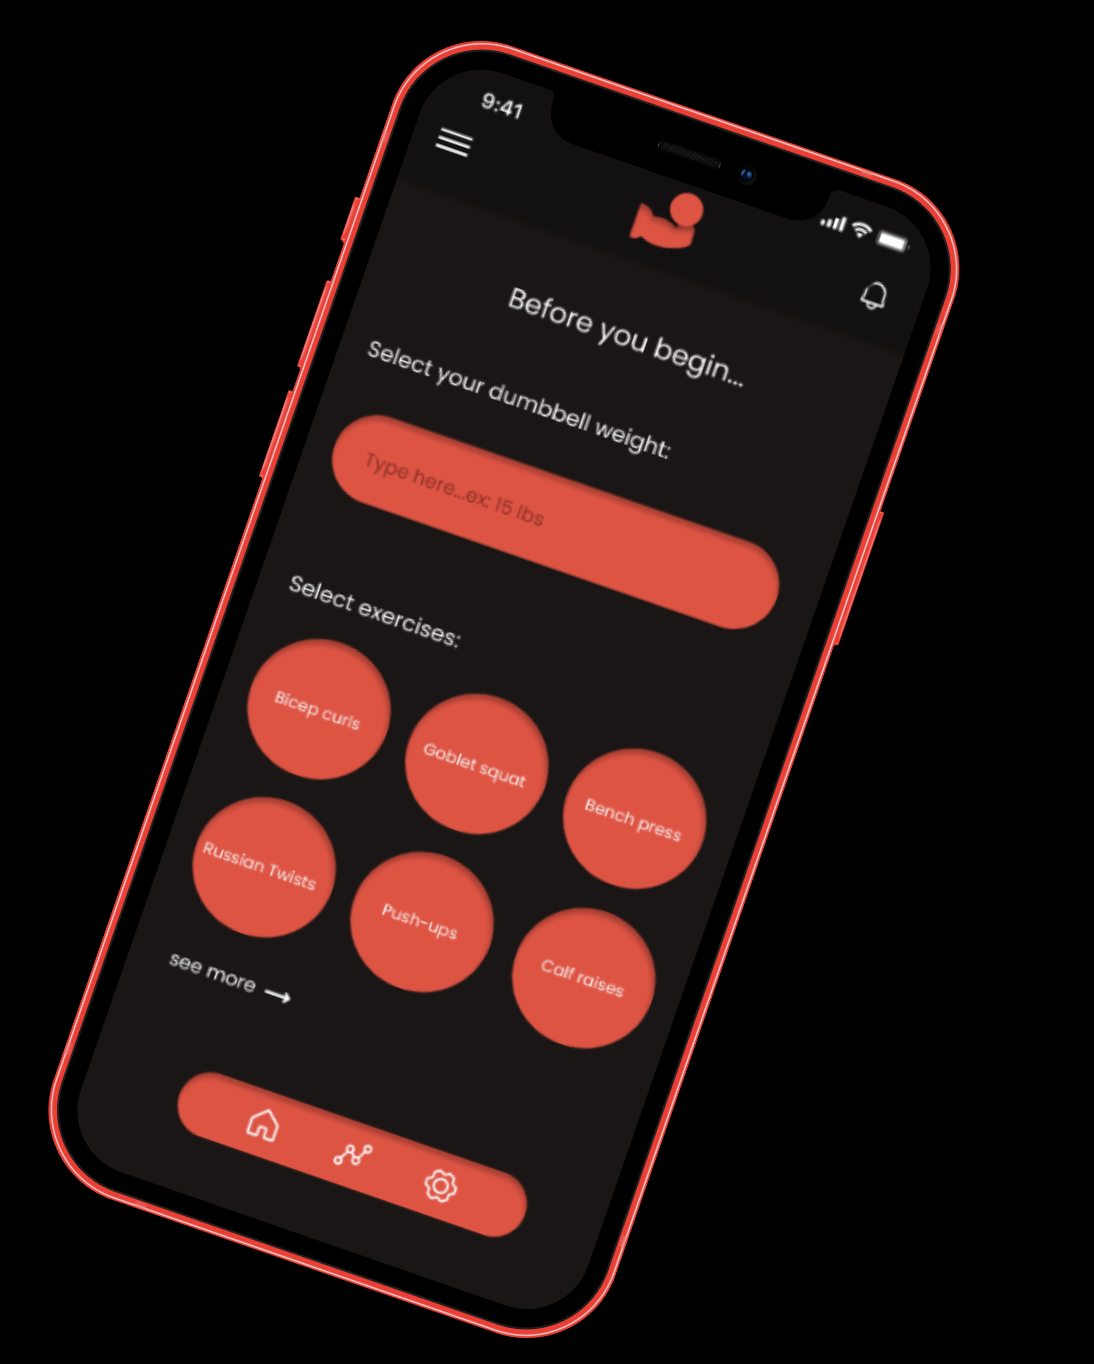 9:41
Before you begin...
Select your dumbbell weight:
Type here...ex: 15 lbs
Select exercises:
Bicep curls
Goblet squat
Bench press
Russian Twists
Push-ups
Calf raises
see more →